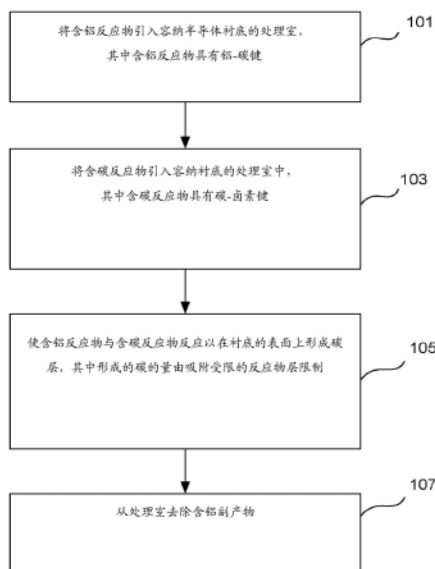 将含铝反应物引入容纳半导体衬底的处理室，
其中含铝反应物具有铝-碳键
101
将含碳反应物引入容纳衬底的处理室中，
其中含碳反应物具有碳-卤素键
103
使含铝反应物与含碳反应物反应以在衬底的表面上形成碳
层，其中形成的碳的量由吸附受限的反应物层限制
105
从处理室去除含铝副产物
107